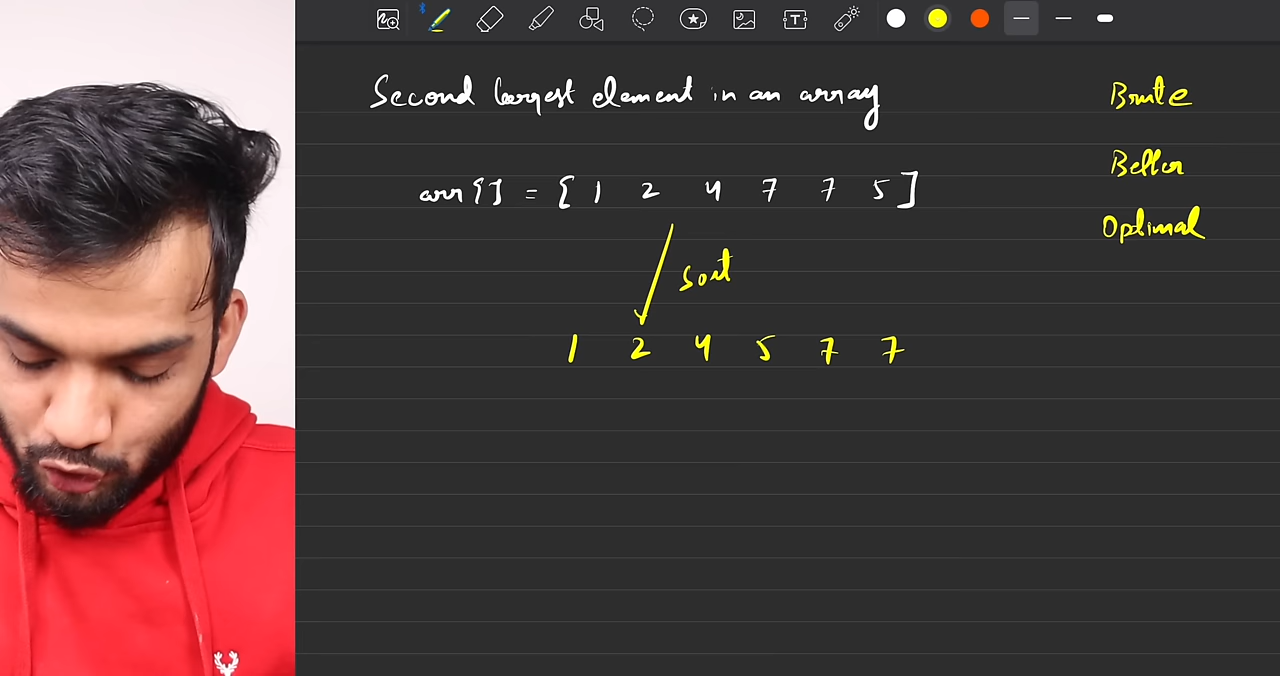 Second largest element in an array
Brute
Better
Optimal
arr[] = [ 1 2 4 7 7 5 ]
sort
1 2 4 5 7 7